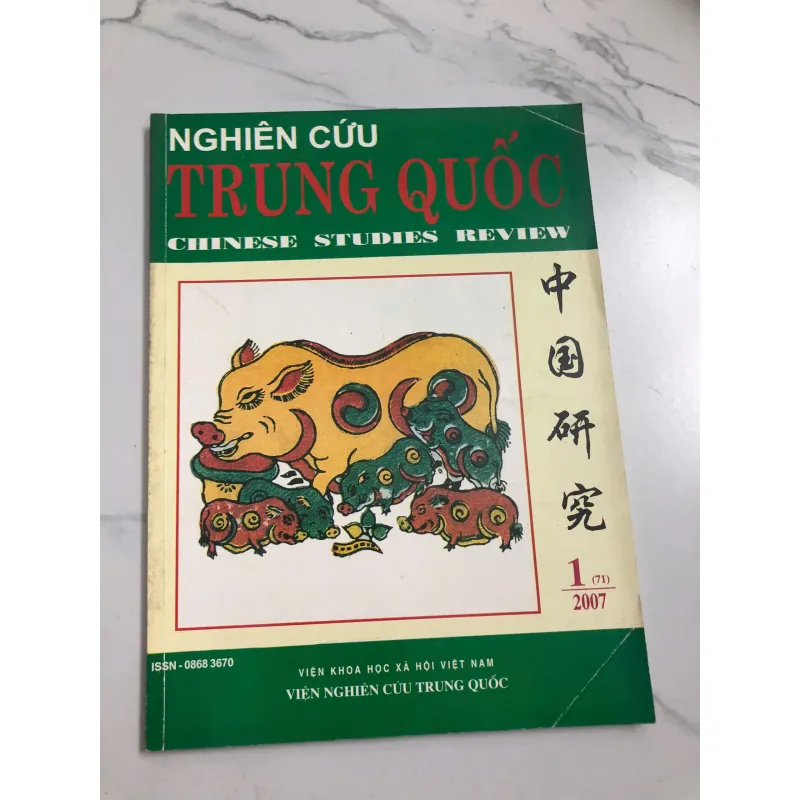 NGHIÊN CỨU
TRUNG QUỐC
CHINESE STUDIES REVIEW
中
国
研
究
1 (71)
2007
ISSN - 0868 3670
VIỆN KHOA HỌC XÃ HỘI VIỆT NAM
VIỆN NGHIÊN CỨU TRUNG QUỐC